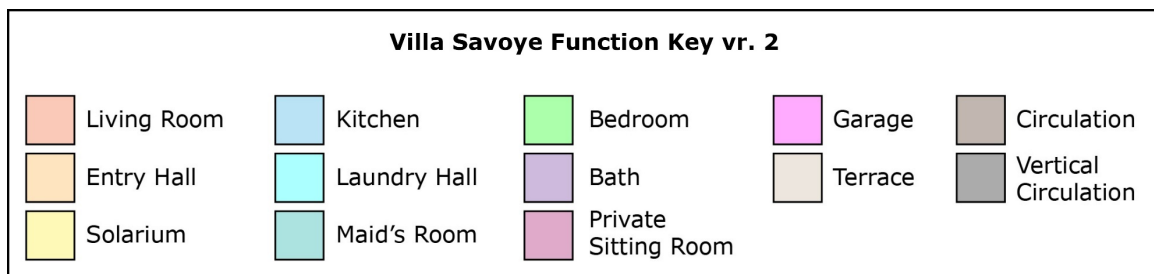 Villa Savoye Function Key vr. 2
Living Room
Kitchen
Bedroom
Garage
Circulation
Entry Hall
Laundry Hall
Bath
Terrace
Vertical
Circulation
Solarium
Maid's Room
Private
Sitting Room